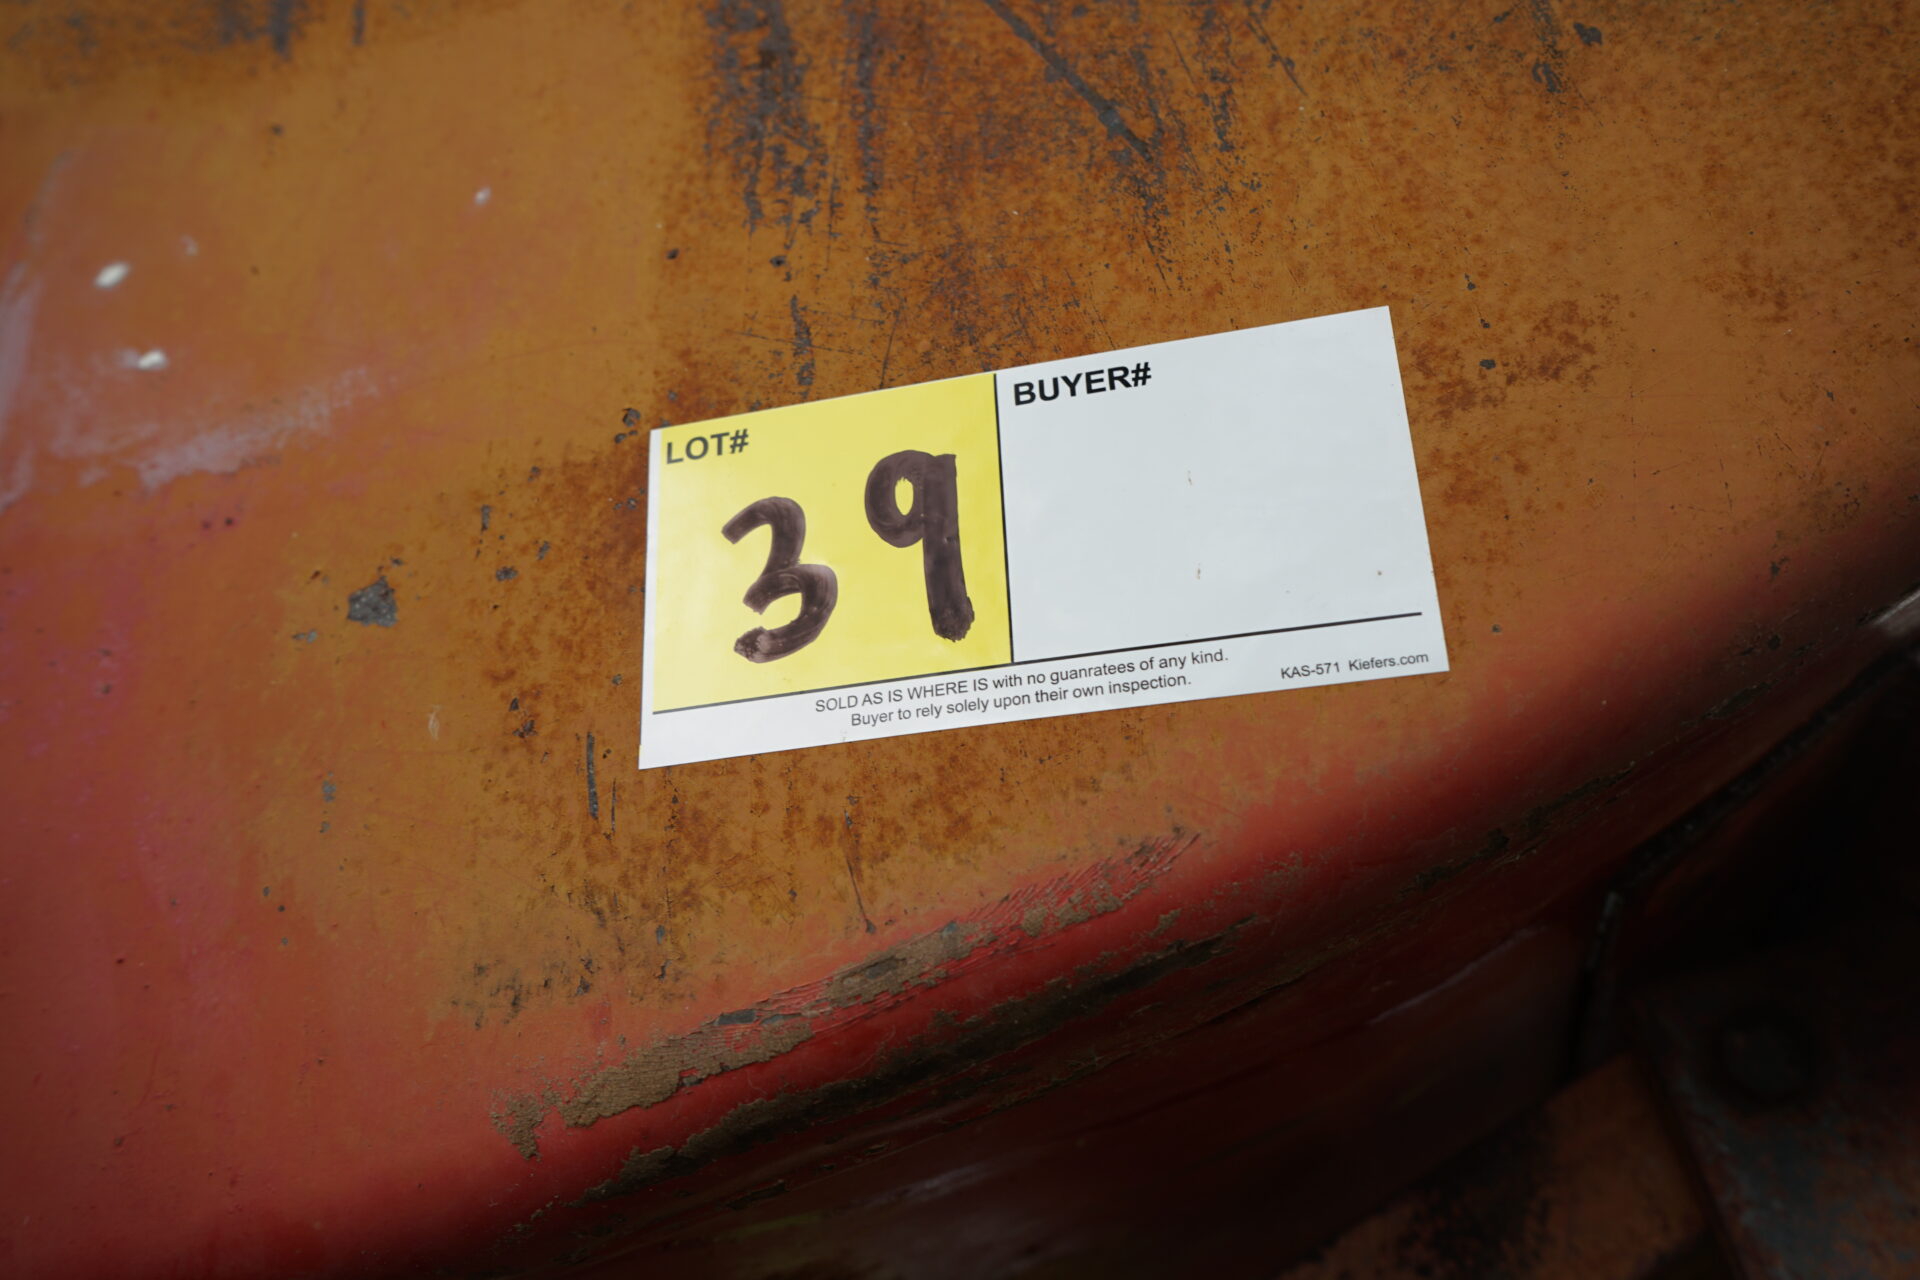 LOT#
39
BUYER#
SOLD AS IS WHERE IS with no guanratees of any kind.
Buyer to rely solely upon their own inspection.
KAS-571 Kiefers.com